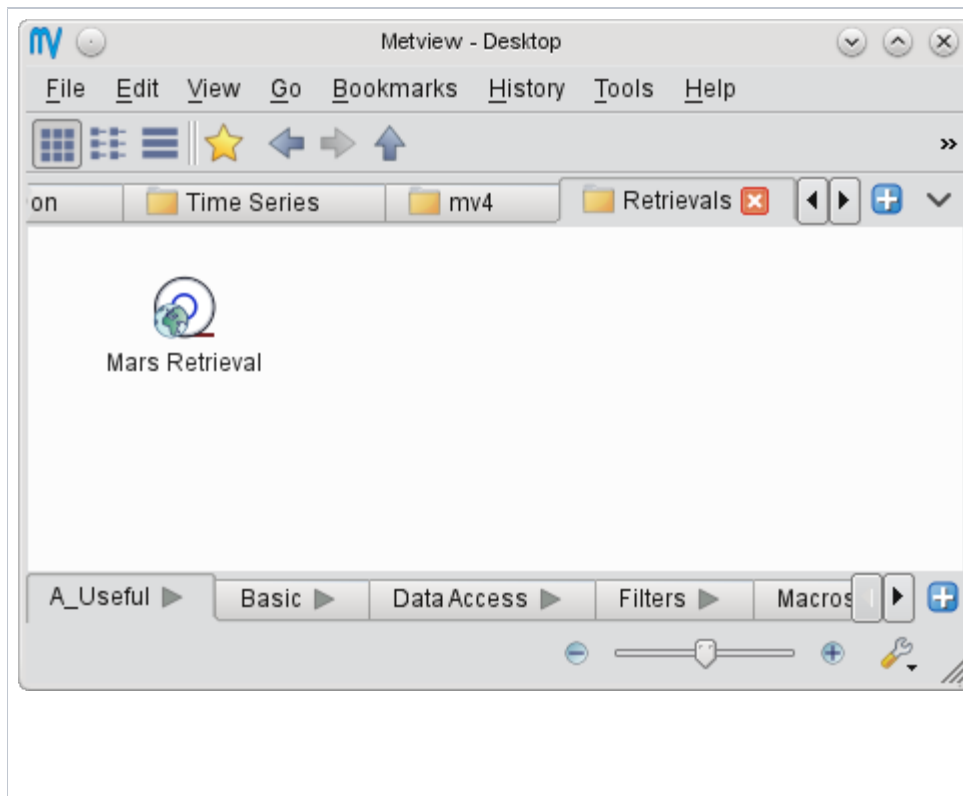 Metview - Desktop
File Edit View Go Bookmarks History Tools Help
on Time Series mv4 Retrievals
Mars Retrieval
A_Useful Basic Data Access Filters Macros